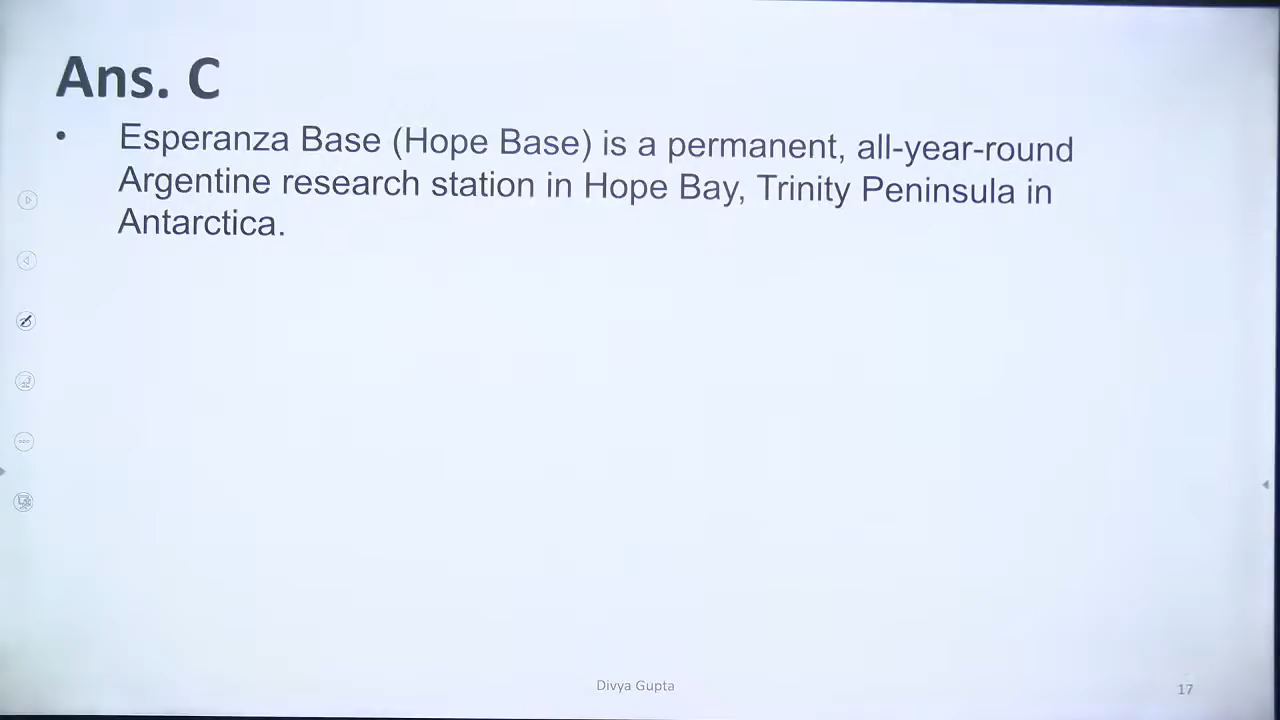 Ans. C
• Esperanza Base (Hope Base) is a permanent, all-year-round
Argentine research station in Hope Bay, Trinity Peninsula in
Antarctica.
Divya Gupta
17